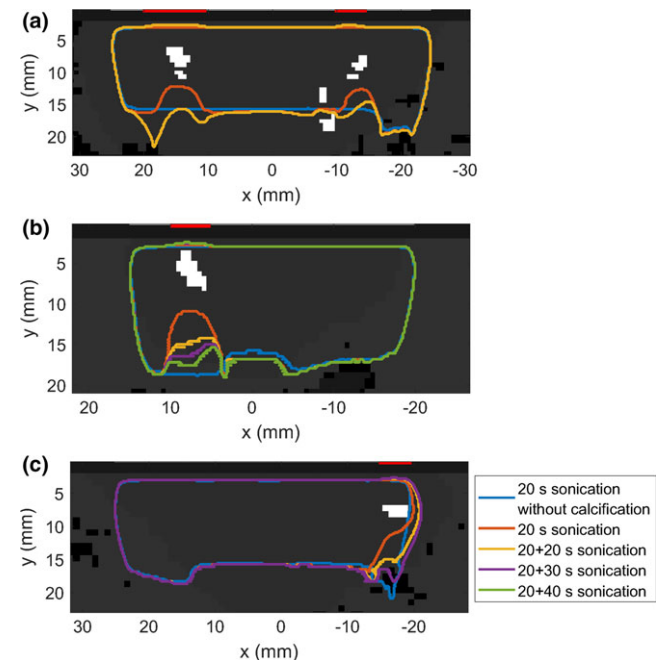 (a)
5
10
15
20
y (mm)
30 20 10 0 -10 -20 -30
x (mm)
(b)
5
10
15
20
y (mm)
20 10 0 -10 -20
x (mm)
(c)
5
10
15
20
y (mm)
30 20 10 0 -10 -20
x (mm)
20 s sonication
without calcification
20 s sonication
20+20 s sonication
20+30 s sonication
20+40 s sonication